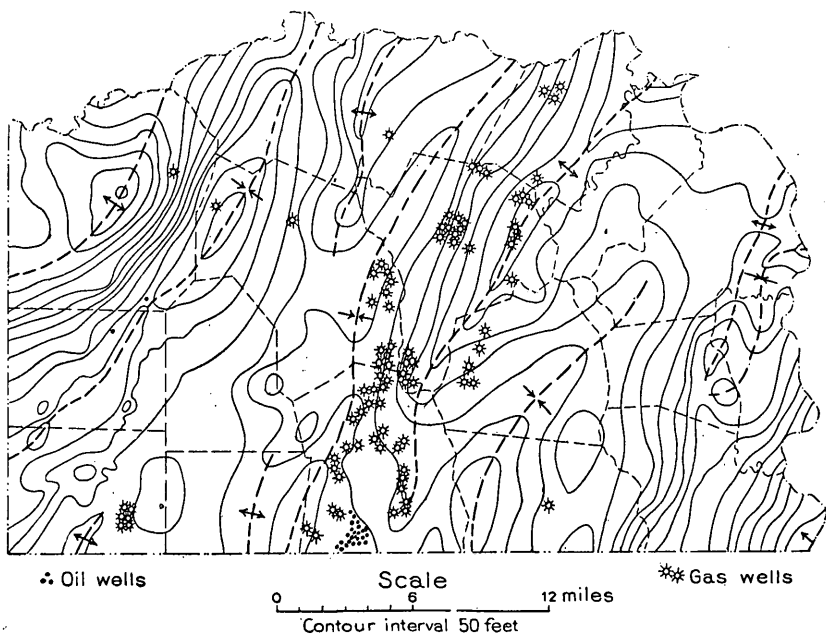 Oil wells
Scale
Gas wells
0 6 12 miles
Contour interval 50 feet